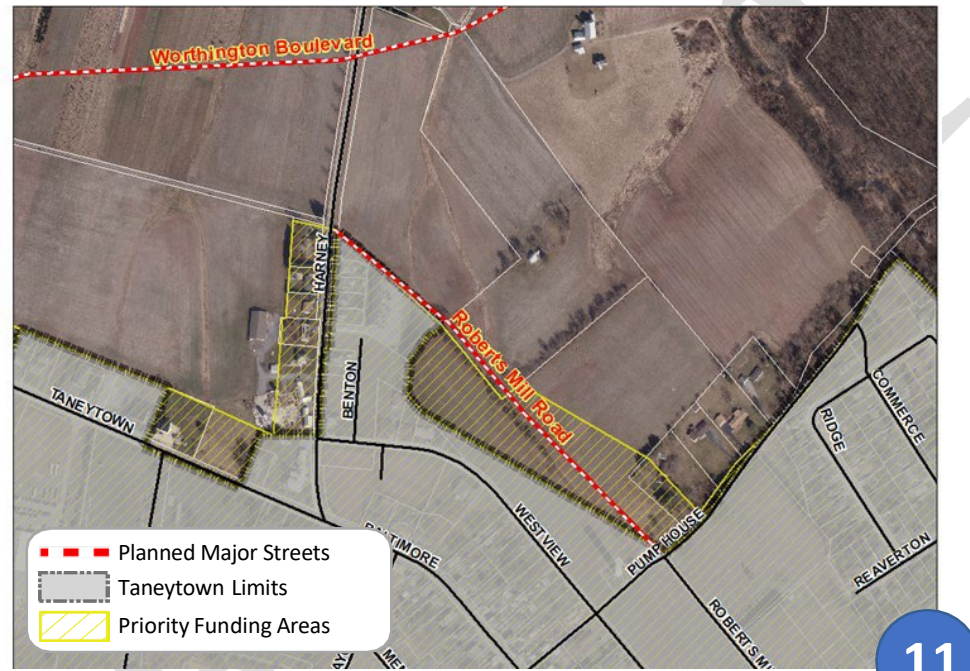 Worthington Boulevard
HARNEY
Roberts Mill Road
BENTON
TANEYTOWN
COMMERCE
RIDGE
WESTVIEW
PUMP HOUSE
REAVERTON
Planned Major Streets
Taneytown Limits
Priority Funding Areas
11